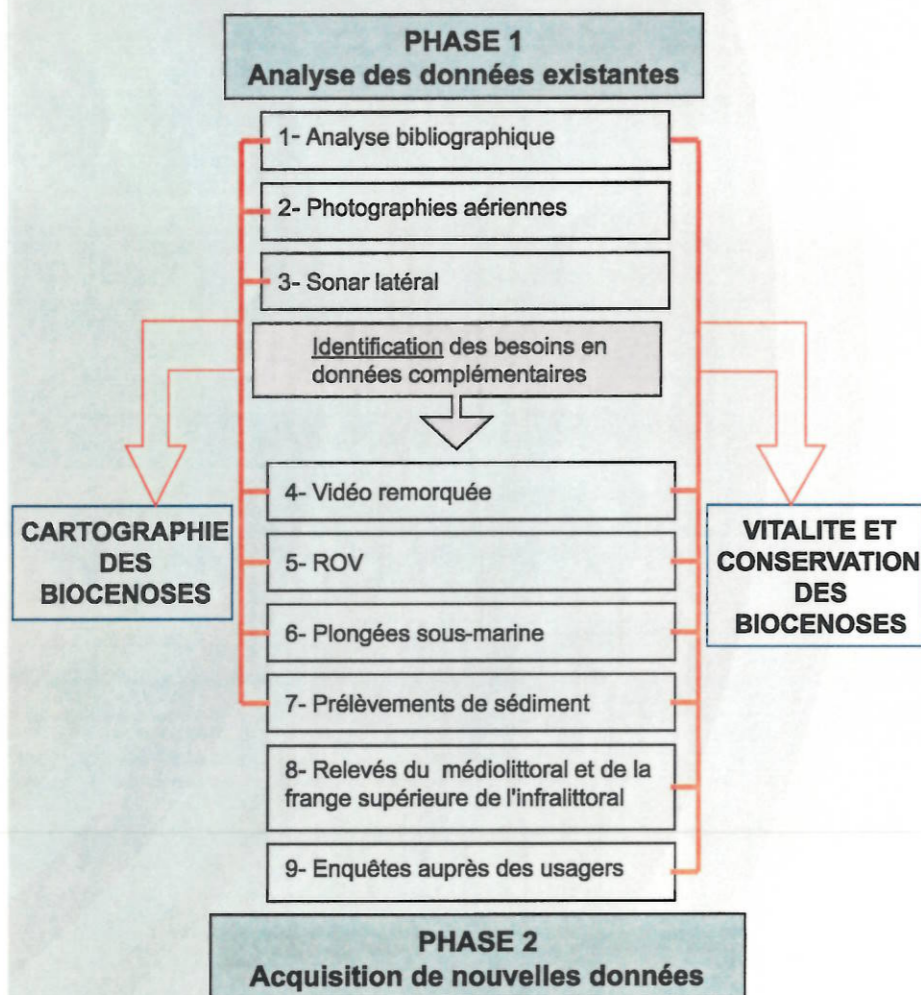 PHASE 1
Analyse des données existantes
1- Analyse bibliographique
2- Photographies aériennes
3- Sonar latéral
Identification des besoins en
données complémentaires
4- Vidéo remorquée
CARTOGRAPHIE
DES
BIOCENOSES
VITALITE ET
CONSERVATION
DES
BIOCENOSES
5- ROV
6- Plongées sous-marine
7- Prélèvements de sédiment
8- Relevés du médiolittoral et de la
frange supérieure de l'infralittoral
9- Enquêtes auprès des usagers
PHASE 2
Acquisition de nouvelles données